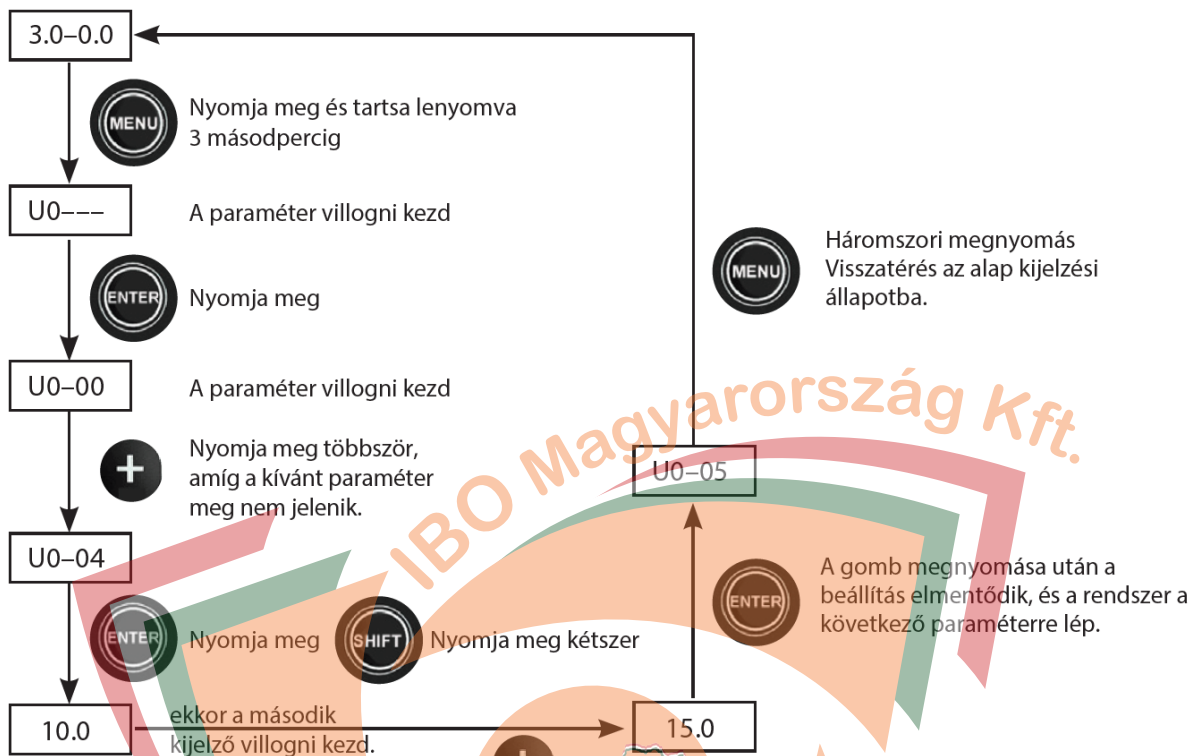 3.0–0.0
MENU
Nyomja meg és tartsa lenyomva
3 másodpercig
U0–––
A paraméter villogni kezd
ENTER
Nyomja meg
U0–00
A paraméter villogni kezd
+
Nyomja meg többször,
amíg a kívánt paraméter
meg nem jelenik.
U0–04
ENTER
Nyomja meg
SHIFT
Nyomja meg kétszer
10.0
ekkor a második
kijelző villogni kezd.
+
15.0
ENTER
A gomb megnyomása után a
beállítás elmentődik, és a rendszer a
következő paraméterre lép.
U0–05
MENU
Háromszori megnyomás
Visszatérés az alap kijelzési
állapotba.
IBO Magyarország Kft.